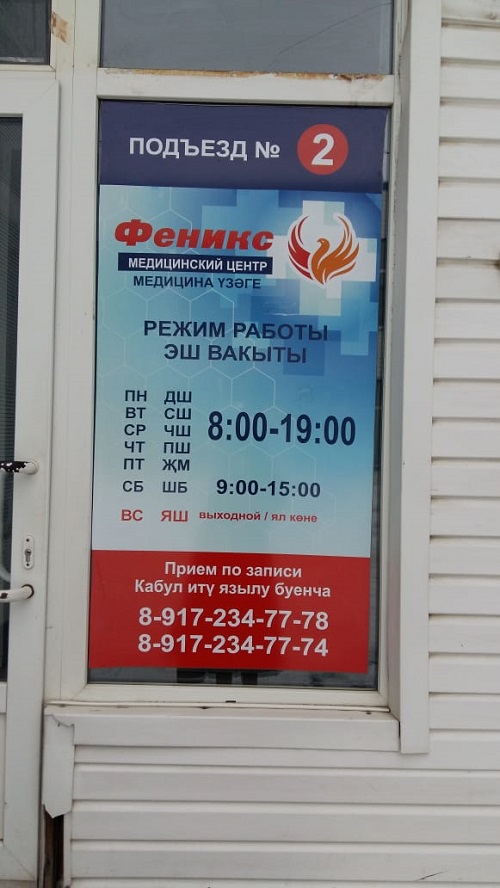 ПОДЪЕЗД № 2
Феникс
МЕДИЦИНСКИЙ ЦЕНТР
МЕДИЦИНА ҮЗӘГЕ
РЕЖИМ РАБОТЫ
ЭШ ВАКЫТЫ
ПН ДШ
ВТ СШ
СР ЧШ 8:00-19:00
ЧТ ПШ
ПТ ҖМ
СБ ШБ 9:00-15:00
ВС ЯШ выходной / ял көне
Прием по записи
Кабул итү язылу буенча
8-917-234-77-78
8-917-234-77-74